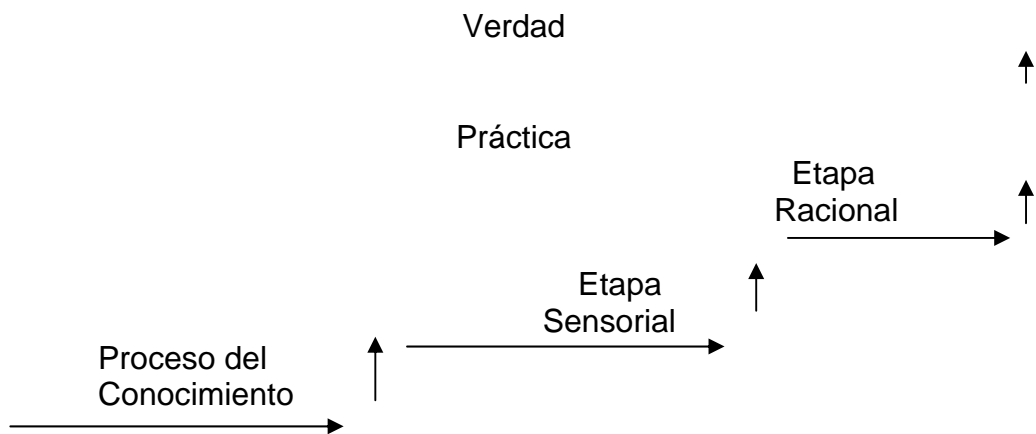 Verdad
Práctica
Etapa
Racional
Etapa
Sensorial
Proceso del
Conocimiento